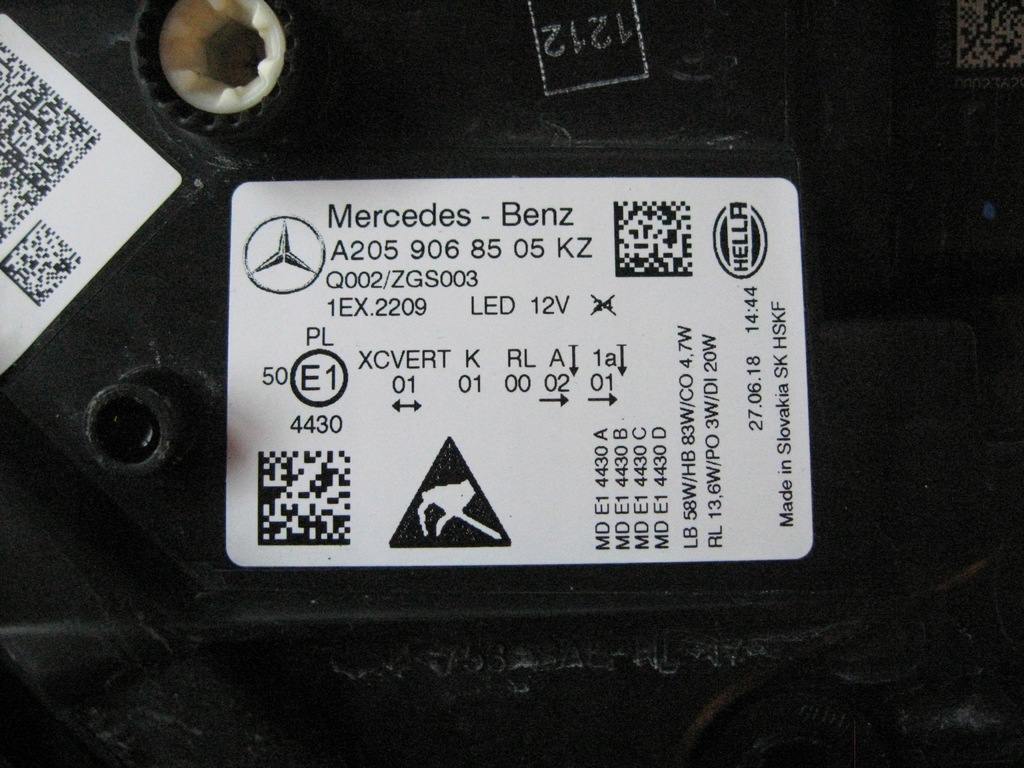 1212
Mercedes - Benz
A205 906 85 05 KZ
Q002/ZGS003
1EX.2209 LED 12V 24
HELLA
PL
50 E1
4430
XCVERT K RL A 1a
01 01 00 02 01
↔ → →
MD E1 4430 A
MD E1 4430 B
MD E1 4430 C
MD E1 4430 D
LB 58W/HB 83W/CO 4,7W
RL 13,6W/PO 3W/DI 20W
27.06.18 14:44
Made in Slovakia SK HSKF